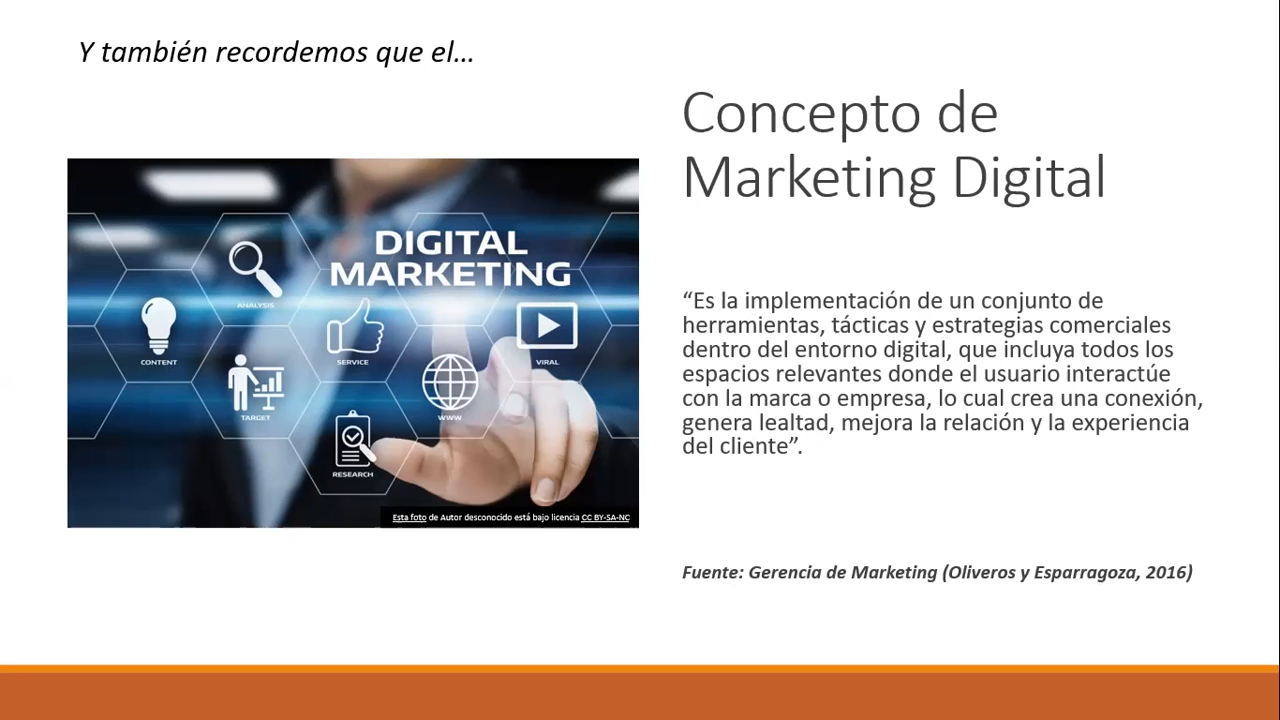 Y también recordemos que el...
Concepto de
Marketing Digital
DIGITAL
MARKETING
ANALYSIS
CONTENT
SERVICE
VIRAL
TARGET
WWW
RESEARCH
Esta foto de Autor desconocido está bajo licencia CC BY-SA-NC
“Es la implementación de un conjunto de
herramientas, tácticas y estrategias comerciales
dentro del entorno digital, que incluya todos los
espacios relevantes donde el usuario interactúe
con la marca o empresa, lo cual crea una conexión,
genera lealtad, mejora la relación y la experiencia
del cliente”.
Fuente: Gerencia de Marketing (Oliveros y Esparragoza, 2016)